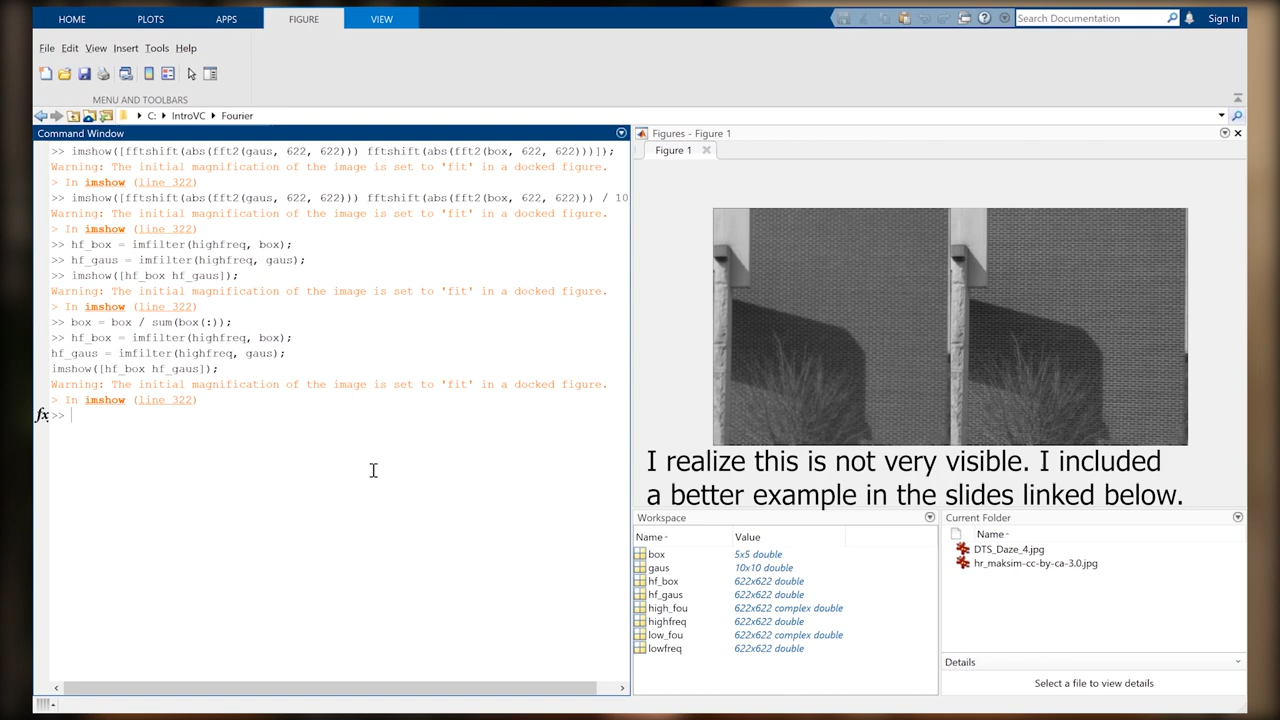 HOME PLOTS APPS FIGURE VIEW
Search Documentation
Sign In
File Edit View Insert Tools Help
MENU AND TOOLBARS
C: IntroVC Fourier
Command Window
>> imshow([fftshift(abs(fft2(gaus, 622, 622))) fftshift(abs(fft2(box, 622, 622)))]);
Warning: The initial magnification of the image is set to 'fit' in a docked figure.
> In imshow (line 322)
>> imshow([fftshift(abs(fft2(gaus, 622, 622))) fftshift(abs(fft2(box, 622, 622))) / 10
Warning: The initial magnification of the image is set to 'fit' in a docked figure.
> In imshow (line 322)
>> hf_box = imfilter(highfreq, box);
>> hf_gaus = imfilter(highfreq, gaus);
>> imshow([hf_box hf_gaus]);
Warning: The initial magnification of the image is set to 'fit' in a docked figure.
> In imshow (line 322)
>> box = box / sum(box(:));
>> hf_box = imfilter(highfreq, box);
hf_gaus = imfilter(highfreq, gaus);
imshow([hf_box hf_gaus]);
Warning: The initial magnification of the image is set to 'fit' in a docked figure.
> In imshow (line 322)
fx >>
Figures - Figure 1
Figure 1
I realize this is not very visible. I included
a better example in the slides linked below.
Workspace
Name Value
box 5x5 double
gaus 10x10 double
hf_box 622x622 double
hf_gaus 622x622 double
high_fou 622x622 complex double
highfreq 622x622 double
low_fou 622x622 complex double
lowfreq 622x622 double
Current Folder
Name
DTS_Daze_4.jpg
hr_maksim-cc-by-ca-3.0.jpg
Details
Select a file to view details